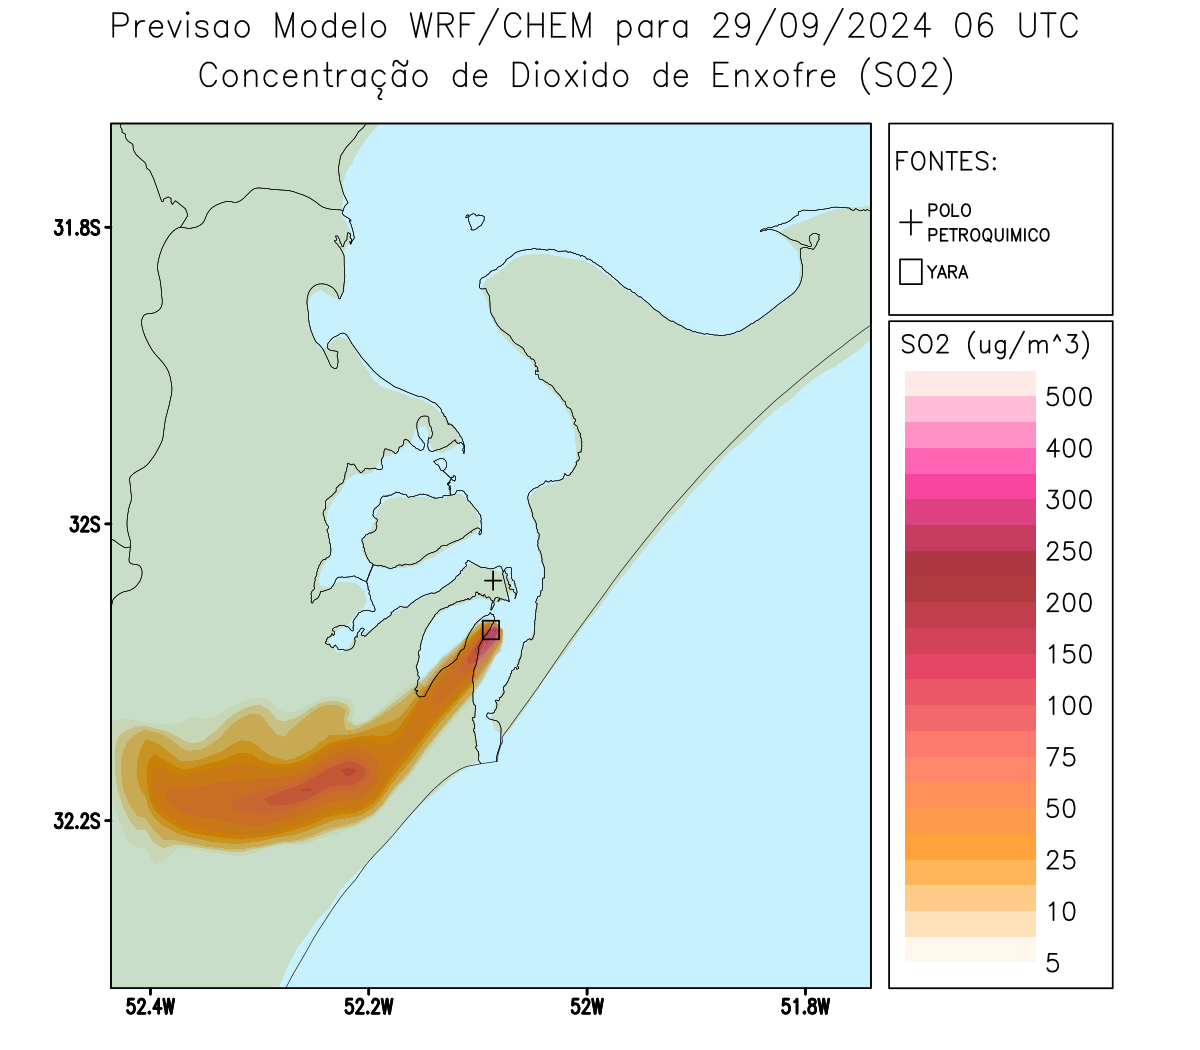 Previsao Modelo WRF/CHEM para 29/09/2024 06 UTC
Concentração de Dioxido de Enxofre (SO2)
FONTES:
POLO
PETROQUIMICO
YARA
SO2 (ug/m^3)
500
400
300
250
200
150
100
75
50
25
10
5
31.8S
32S
32.2S
52.4W
52.2W
52W
51.8W